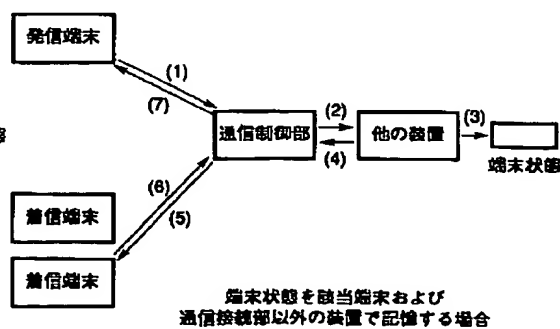 発信端末
(1)
(7)
(2)
(3)
通信制御部
他の装置
(4)
端末状態
態
(6)
(5)
着信端末
着信端末
端末状態を該当端末および
通信接続部以外の装置で記憶する場合